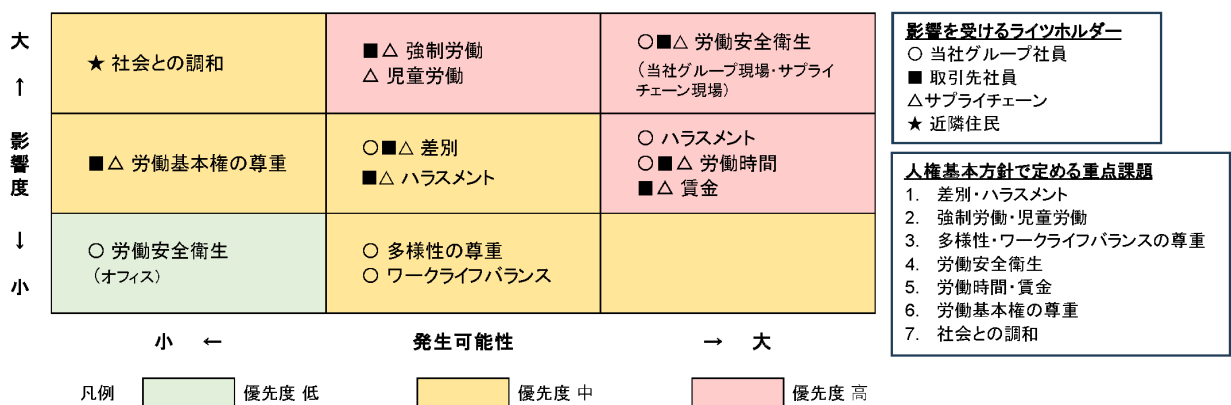 大
↑
影
響
度
↓
小
★ 社会との調和
■△ 強制労働
△ 児童労働
○■△ 労働安全衛生
（当社グループ現場・サプライ
チェーン現場）
■△ 労働基本権の尊重
○■△ 差別
■△ ハラスメント
○ ハラスメント
○■△ 労働時間
■△ 賃金
○ 労働安全衛生
（オフィス）
○ 多様性の尊重
○ ワークライフバランス
小 ← 発生可能性 → 大
凡例 優先度 低 優先度 中 優先度 高
影響を受けるライツホルダー
○ 当社グループ社員
■ 取引先社員
△サプライチェーン
★ 近隣住民
人権基本方針で定める重点課題
1. 差別・ハラスメント
2. 強制労働・児童労働
3. 多様性・ワークライフバランスの尊重
4. 労働安全衛生
5. 労働時間・賃金
6. 労働基本権の尊重
7. 社会との調和